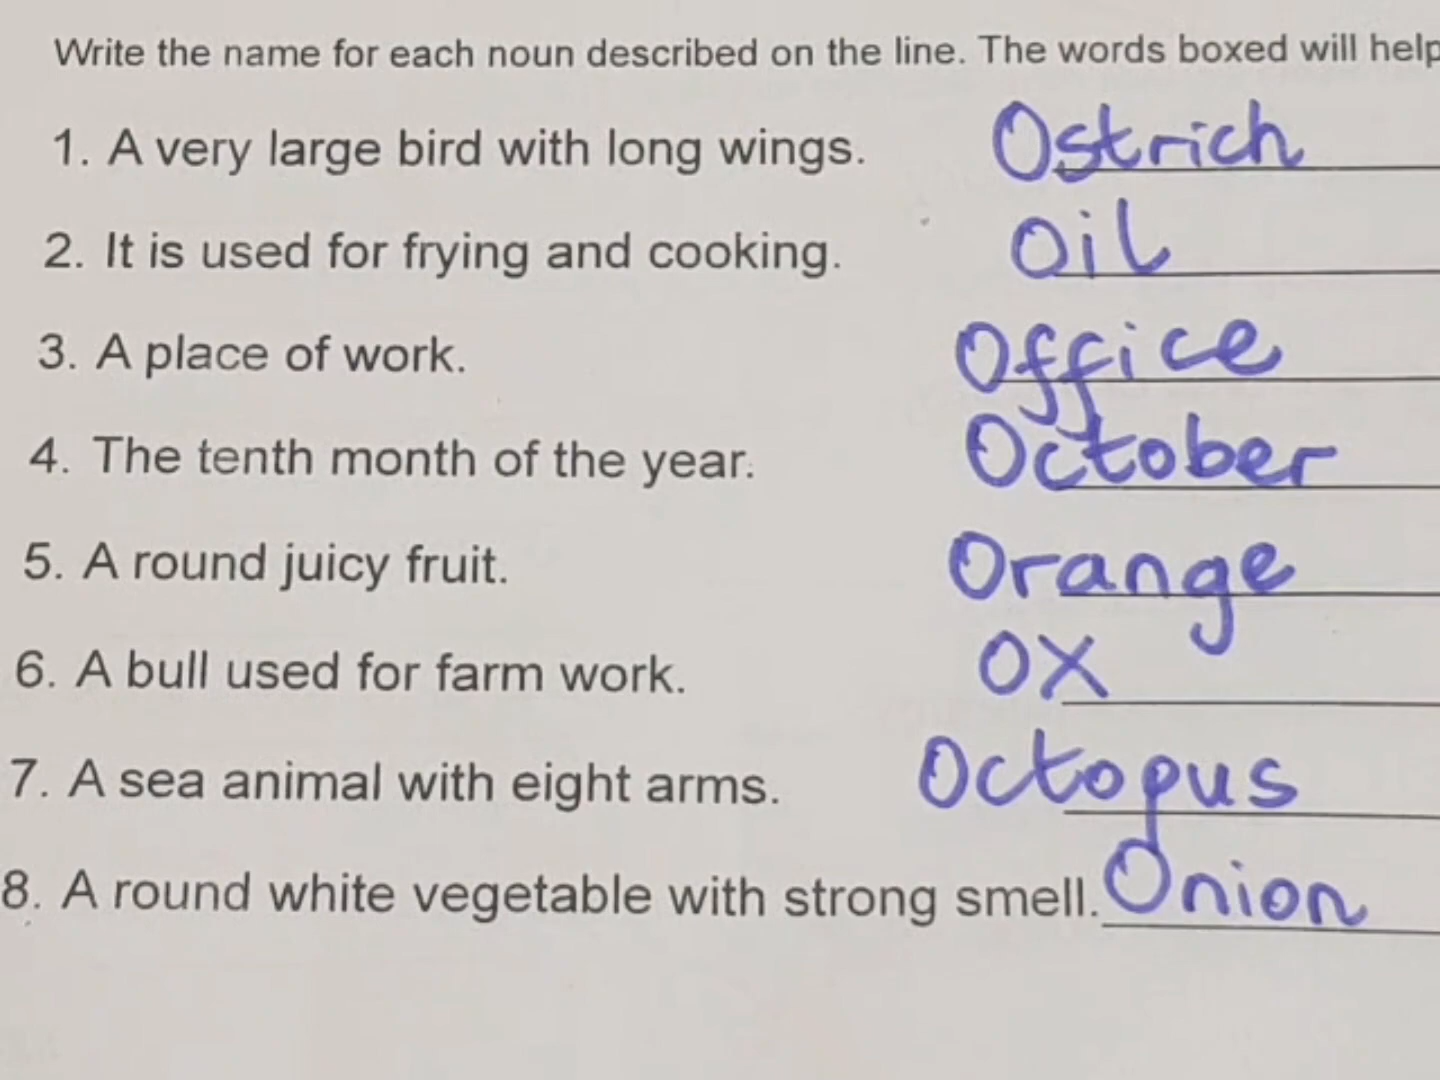 Write the name for each noun described on the line. The words boxed will help
1. A very large bird with long wings. Ostrich
2. It is used for frying and cooking. Oil
3. A place of work. Office
4. The tenth month of the year. October
5. A round juicy fruit. Orange
6. A bull used for farm work. OX
7. A sea animal with eight arms. Octopus
8. A round white vegetable with strong smell. Onion